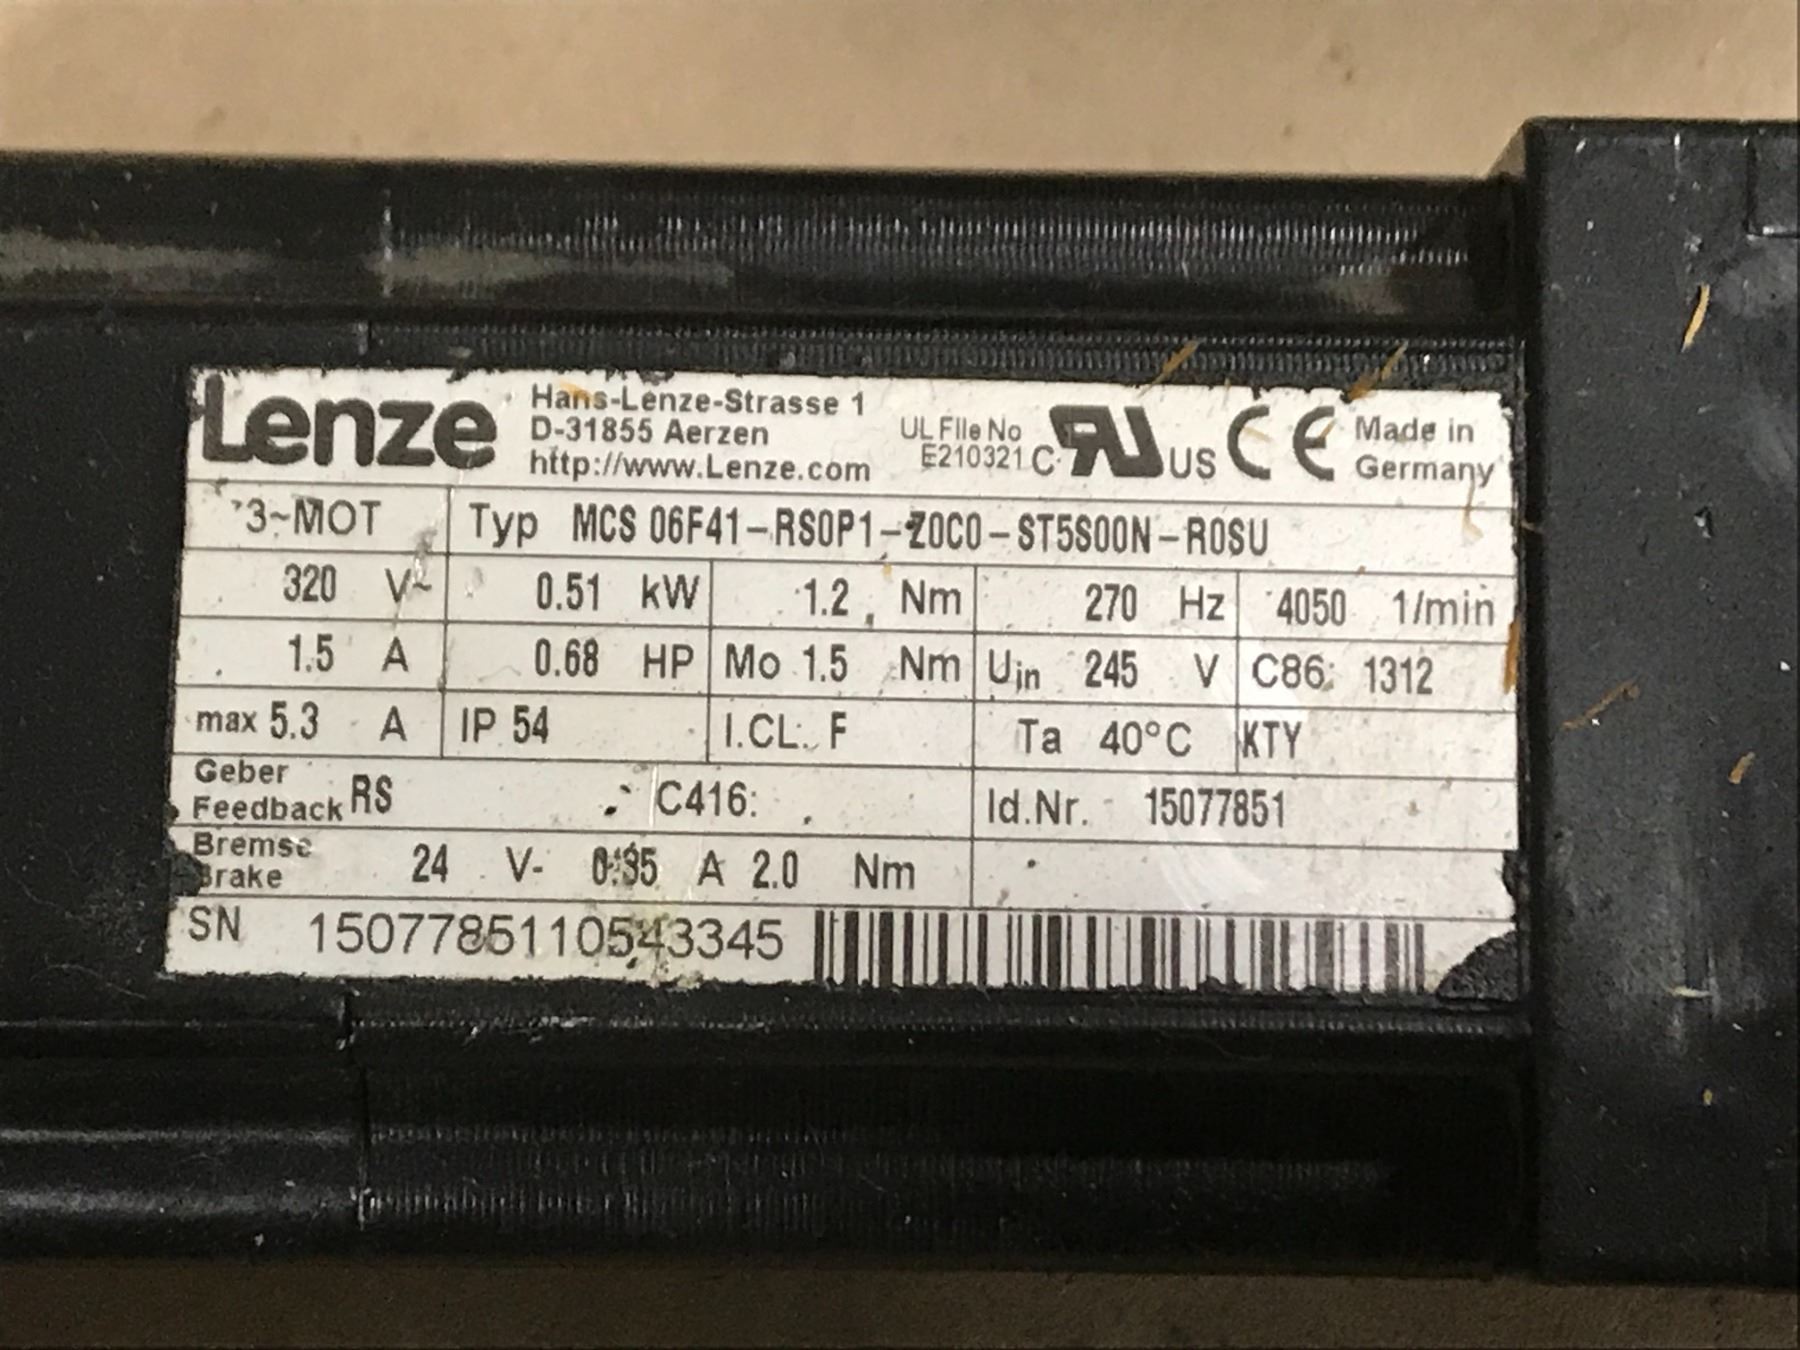 Lenze
Hans-Lenze-Strasse 1
D-31855 Aerzen
http://www.Lenze.com
UL File No
E210321
C RU US CE
Made in
Germany
3~MOT Typ MCS 06F41-RS0P1-Z0C0-ST5S00N-R0SU
320 V~ 0.51 kW 1.2 Nm 270 Hz 4050 1/min
1.5 A 0.68 HP Mo 1.5 Nm Uin 245 V C86: 1312
max 5.3 A IP 54 I.CL. F Ta 40°C KTY
Geber
Feedback RS C416: Id.Nr. 15077851
Bremse
Brake 24 V- 0.35 A 2.0 Nm
SN 1507785110543345